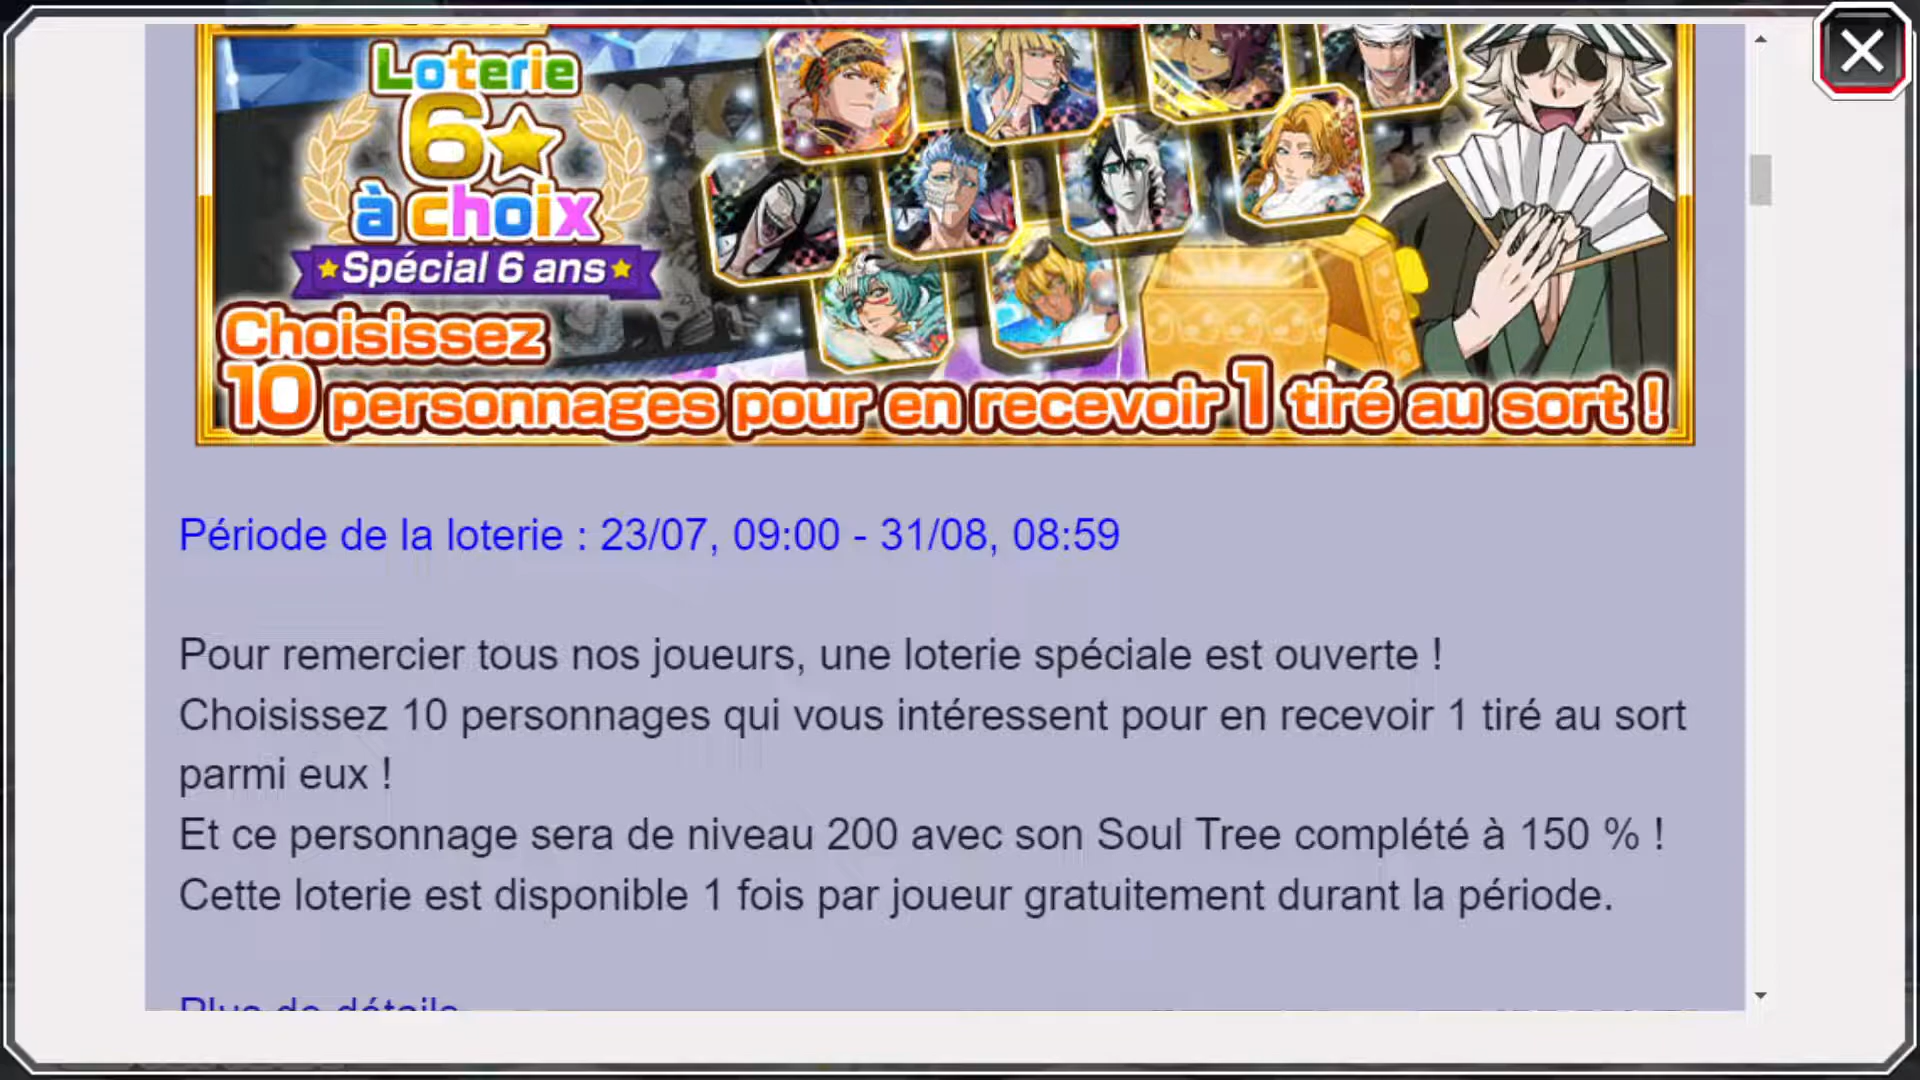 Loterie
6★
à choix
★Spécial 6 ans★
Choisissez
10 personnages pour en recevoir 1 tiré au sort !
Période de la loterie : 23/07, 09:00 - 31/08, 08:59
Pour remercier tous nos joueurs, une loterie spéciale est ouverte !
Choisissez 10 personnages qui vous intéressent pour en recevoir 1 tiré au sort
parmi eux !
Et ce personnage sera de niveau 200 avec son Soul Tree complété à 150 % !
Cette loterie est disponible 1 fois par joueur gratuitement durant la période.
Plus de détails